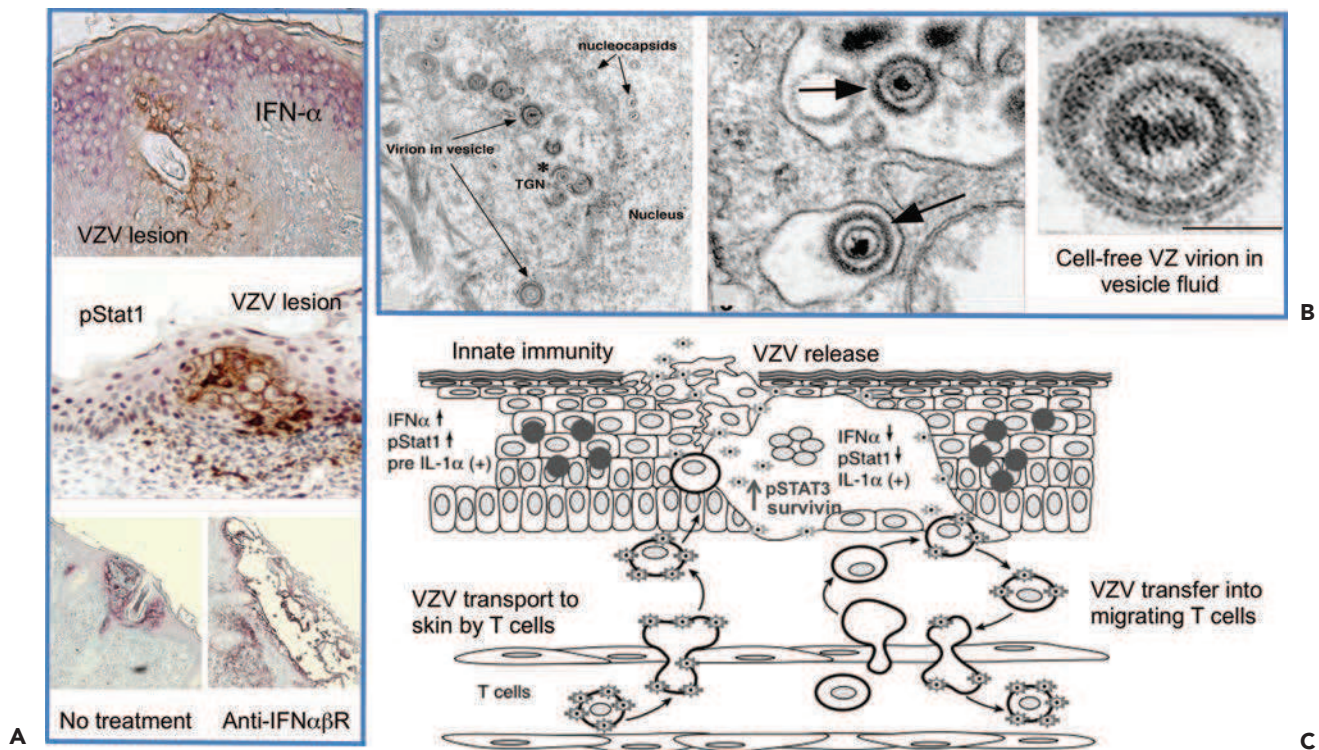 IFN-α
VZV lesion
VZV lesion
pStat1
No treatment
Anti-IFNαβR
A
nucleocapsids
Virion in vesicle
*
TGN
Nucleus
Cell-free VZ virion in
vesicle fluid
B
Innate immunity
VZV release
IFNα↑
pStat1↑
pre IL-1α (+)
IFNα↓
pStat1↓
IL-1α (+)
↑pSTAT3
survivin
VZV transport to
skin by T cells
VZV transfer into
migrating T cells
T cells
C